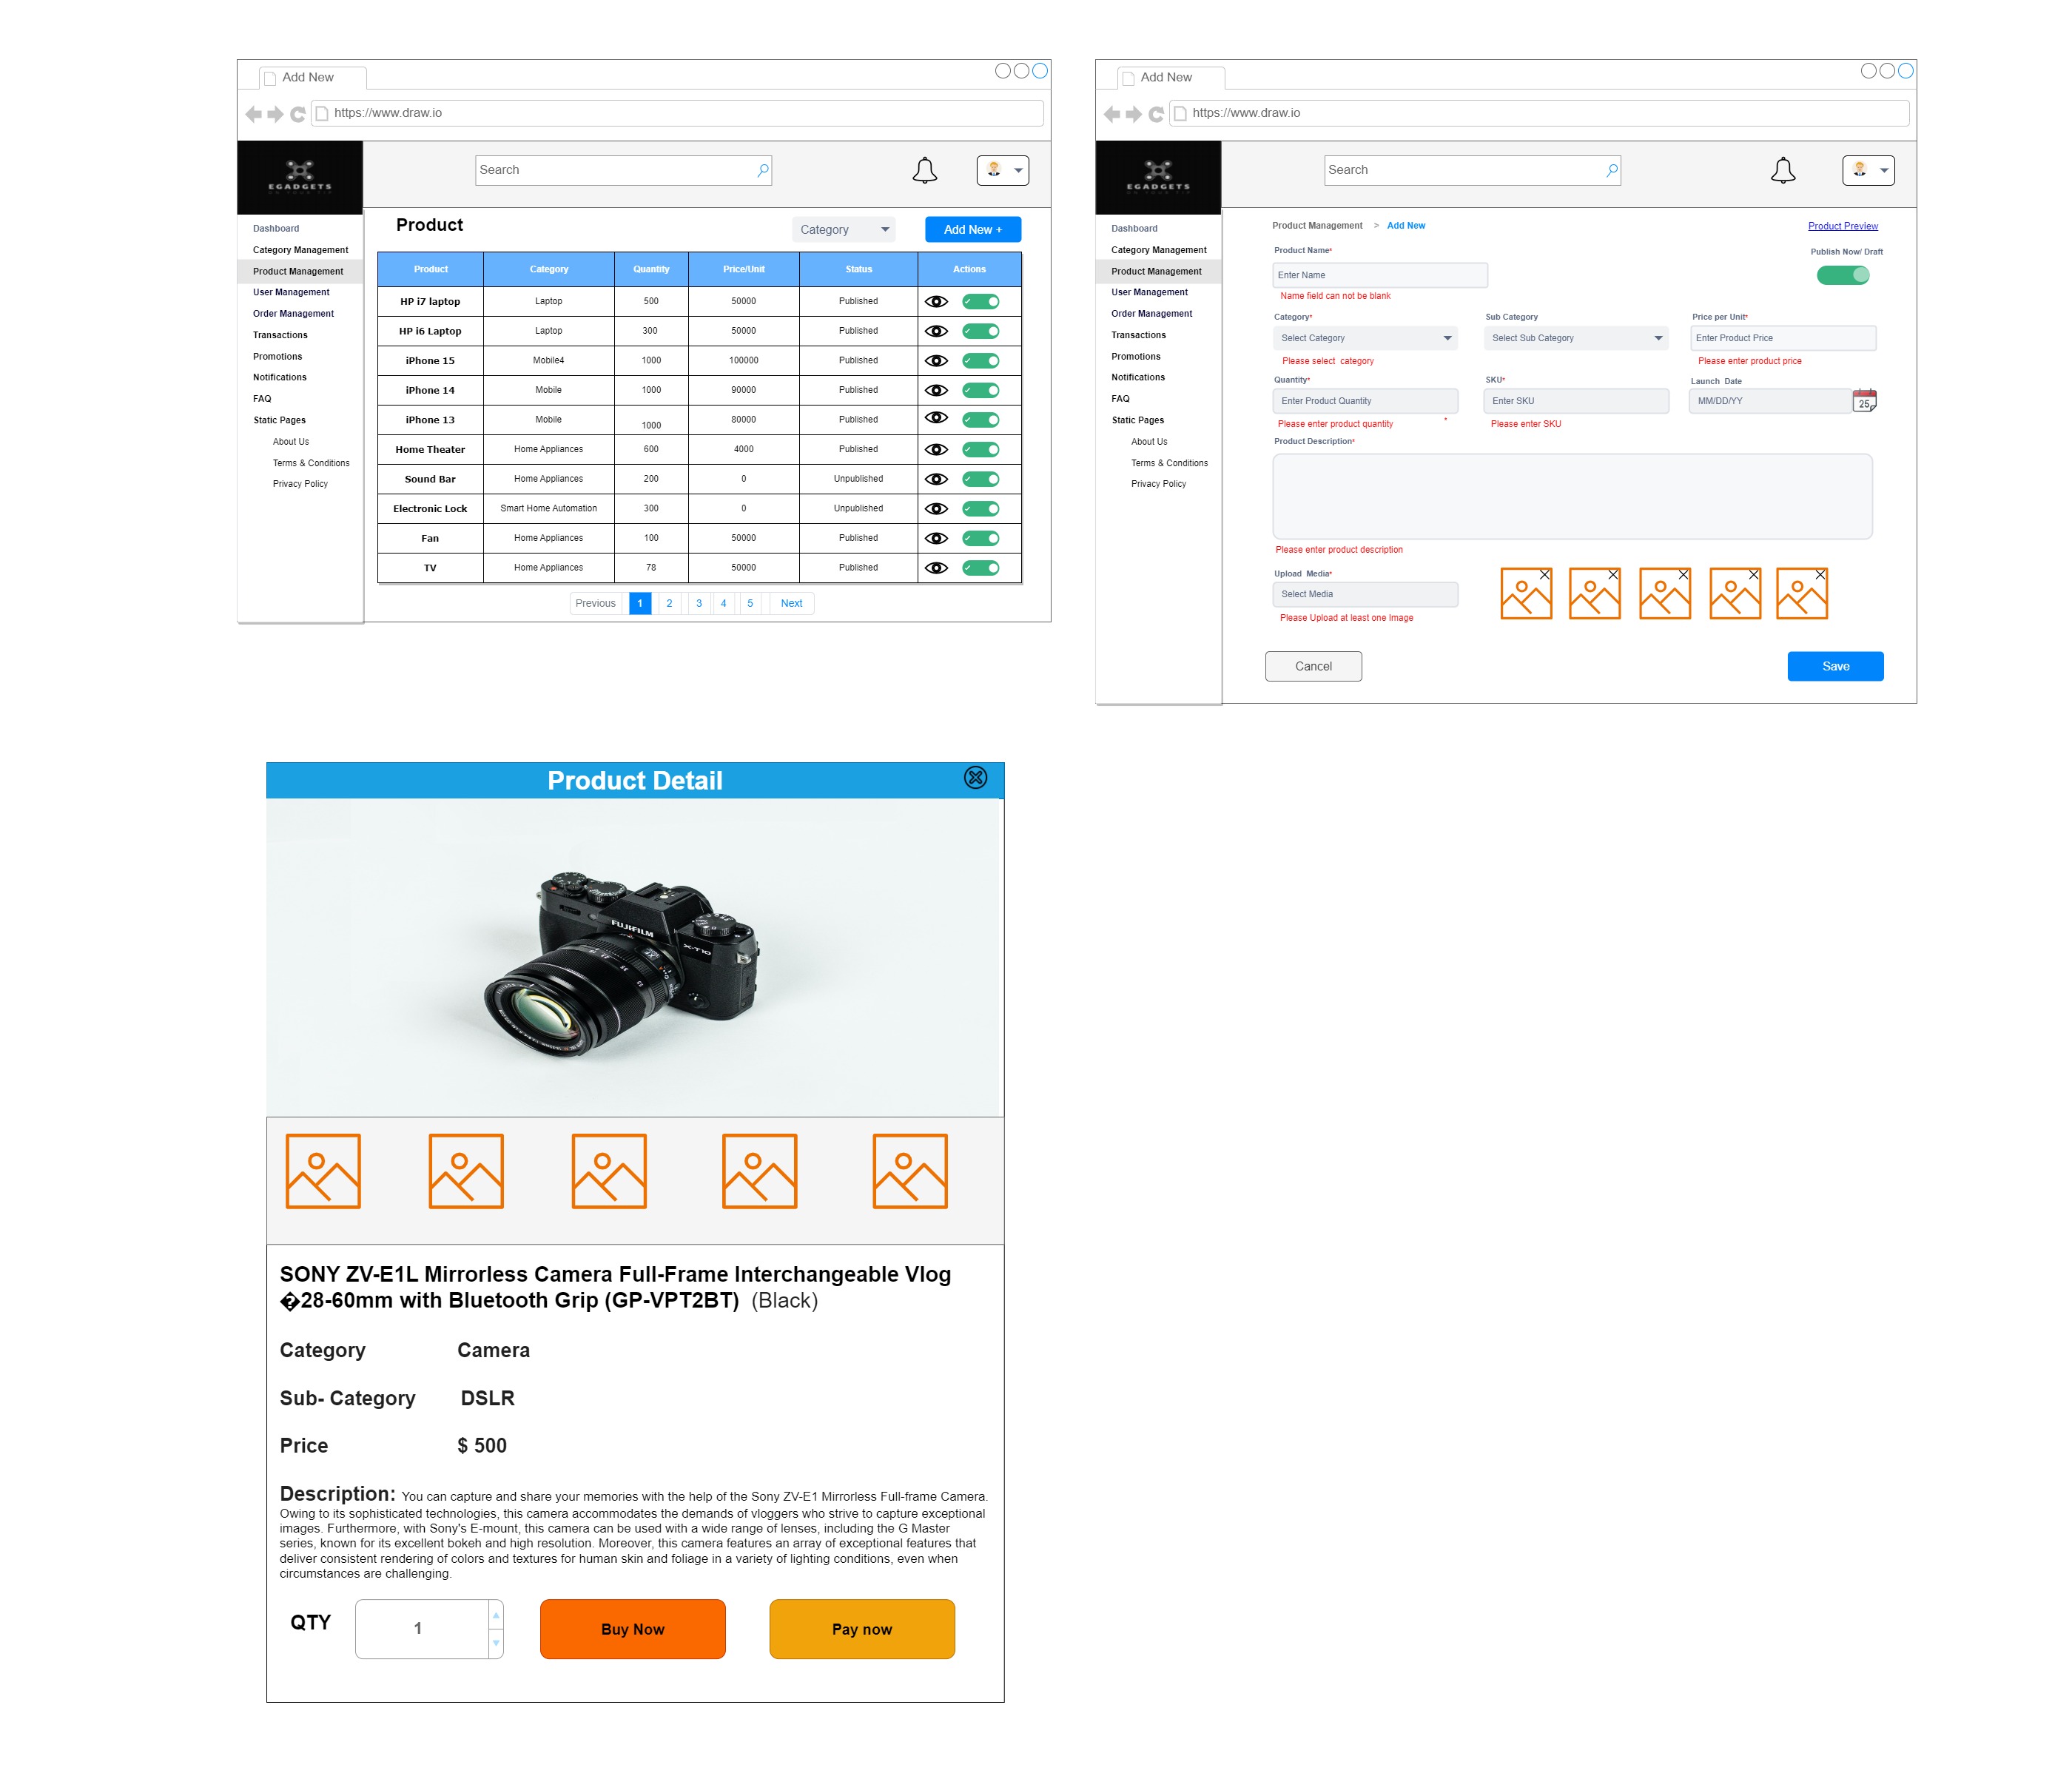 Add New
https://www.draw.io
EGADGETS
Search
Dashboard
Category Management
Product Management
User Management
Order Management
Transactions
Promotions
Notifications
FAQ
Static Pages
About Us
Terms & Conditions
Privacy Policy
Product
Category
Add New +
Product Category Quantity Price/Unit Status Actions
HP i7 laptop Laptop 500 50000 Published
HP i6 Laptop Laptop 300 50000 Published
iPhone 15 Mobile4 1000 100000 Published
iPhone 14 Mobile 1000 90000 Published
iPhone 13 Mobile 1000 80000 Published
Home Theater Home Appliances 600 4000 Published
Sound Bar Home Appliances 200 0 Unpublished
Electronic Lock Smart Home Automation 300 0 Unpublished
Fan Home Appliances 100 50000 Published
TV Home Appliances 78 50000 Published
Previous 1 2 3 4 5 Next
Add New
https://www.draw.io
EGADGETS
Search
Dashboard
Category Management
Product Management
User Management
Order Management
Transactions
Promotions
Notifications
FAQ
Static Pages
About Us
Terms & Conditions
Privacy Policy
Product Management > Add New
Product Preview
Product Name*
Publish Now/ Draft
Enter Name
Name field can not be blank
Category* Sub Category Price per Unit*
Select Category Select Sub Category Enter Product Price
Please select category Please enter product price
Quantity* SKU* Launch Date
Enter Product Quantity Enter SKU MM/DD/YY 25
Please enter product quantity * Please enter SKU
Product Description*
Please enter product description
Upload Media*
Select Media
Please Upload at least one Image
Cancel
Save
Product Detail
FUJIFILM
X-T10
SONY ZV-E1L Mirrorless Camera Full-Frame Interchangeable Vlog
�28-60mm with Bluetooth Grip (GP-VPT2BT) (Black)
Category Camera
Sub- Category DSLR
Price $ 500
Description: You can capture and share your memories with the help of the Sony ZV-E1 Mirrorless Full-frame Camera.
Owing to its sophisticated technologies, this camera accommodates the demands of vloggers who strive to capture exceptional
images. Furthermore, with Sony's E-mount, this camera can be used with a wide range of lenses, including the G Master
series, known for its excellent bokeh and high resolution. Moreover, this camera features an array of exceptional features that
deliver consistent rendering of colors and textures for human skin and foliage in a variety of lighting conditions, even when
circumstances are challenging.
QTY 1 Buy Now Pay now